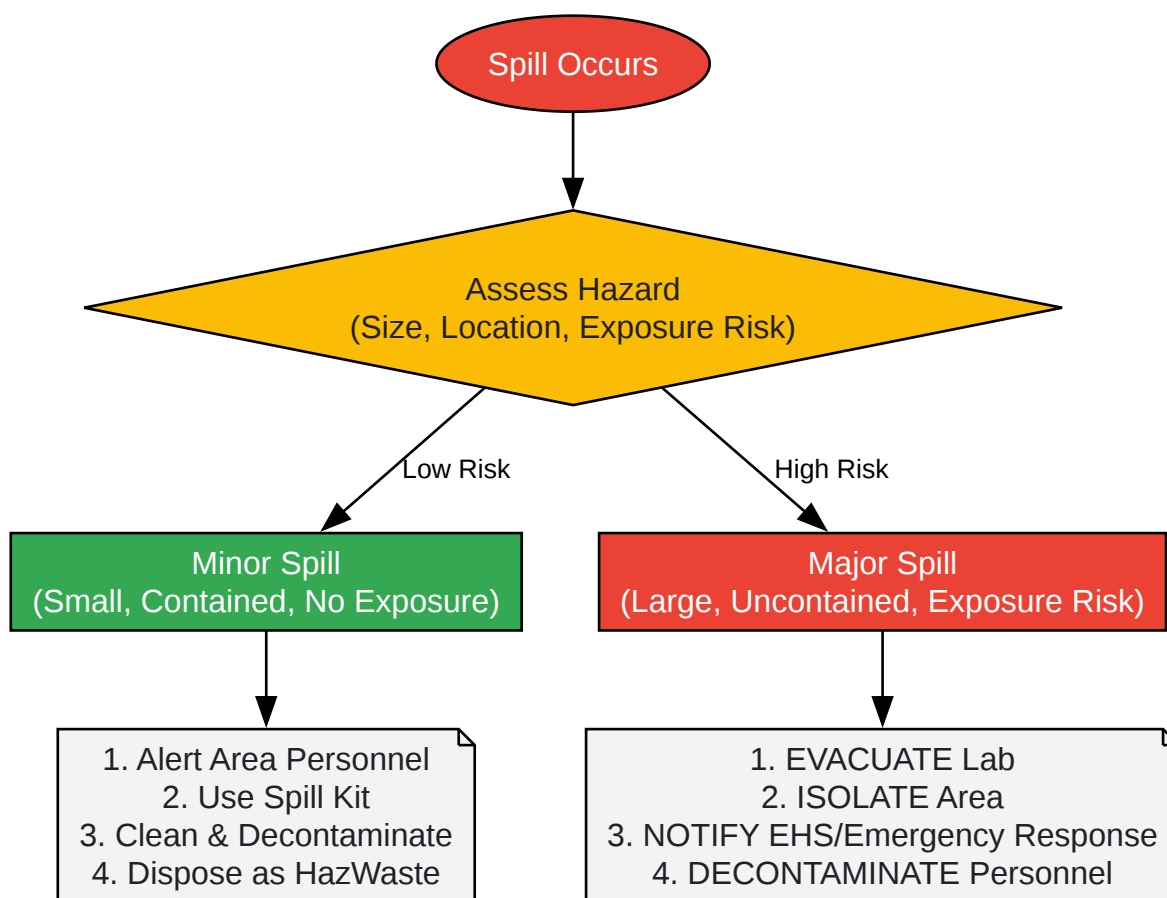 Spill Occurs
Assess Hazard
(Size, Location, Exposure Risk)
Low Risk
High Risk
Minor Spill
(Small, Contained, No Exposure)
Major Spill
(Large, Uncontained, Exposure Risk)
1. Alert Area Personnel
2. Use Spill Kit
3. Clean & Decontaminate
4. Dispose as HazWaste
1. EVACUATE Lab
2. ISOLATE Area
3. NOTIFY EHS/Emergency Response
4. DECONTAMINATE Personnel